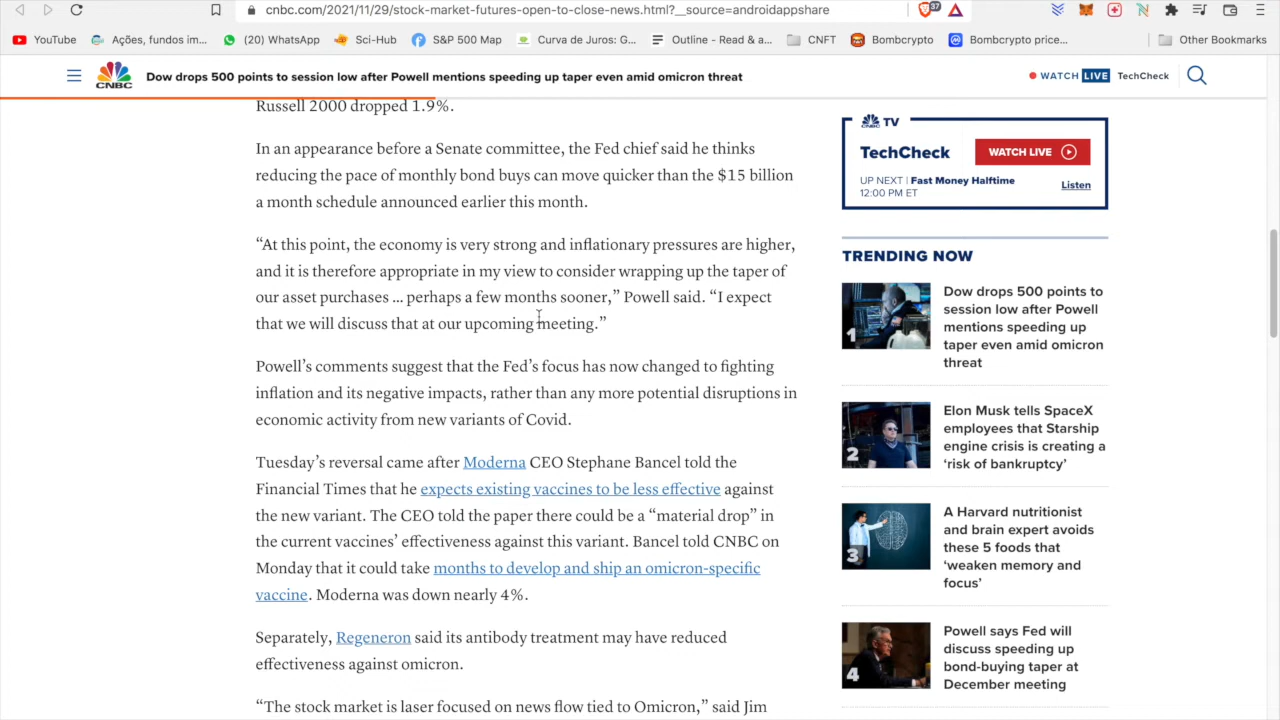 cnbc.com/2021/11/29/stock-market-futures-open-to-close-news.html?__source=androidappshare
37
YouTube
Ações, fundos im...
(20) WhatsApp
Sci-Hub
S&P 500 Map
Curva de Juros: G...
Outline - Read & a...
CNFT
Bombcrypto
Bombcrypto price...
Other Bookmarks
CNBC
Dow drops 500 points to session low after Powell mentions speeding up taper even amid omicron threat
WATCH LIVE TechCheck
Russell 2000 dropped 1.9%.
In an appearance before a Senate committee, the Fed chief said he thinks
reducing the pace of monthly bond buys can move quicker than the $15 billion
a month schedule announced earlier this month.
“At this point, the economy is very strong and inflationary pressures are higher,
and it is therefore appropriate in my view to consider wrapping up the taper of
our asset purchases … perhaps a few months sooner,” Powell said. “I expect
that we will discuss that at our upcoming meeting.”
Powell’s comments suggest that the Fed’s focus has now changed to fighting
inflation and its negative impacts, rather than any more potential disruptions in
economic activity from new variants of Covid.
Tuesday’s reversal came after Moderna CEO Stephane Bancel told the
Financial Times that he expects existing vaccines to be less effective against
the new variant. The CEO told the paper there could be a “material drop” in
the current vaccines’ effectiveness against this variant. Bancel told CNBC on
Monday that it could take months to develop and ship an omicron-specific
vaccine. Moderna was down nearly 4%.
Separately, Regeneron said its antibody treatment may have reduced
effectiveness against omicron.
“The stock market is laser focused on news flow tied to Omicron,” said Jim
TV
TechCheck
WATCH LIVE
UP NEXT | Fast Money Halftime
12:00 PM ET
Listen
TRENDING NOW
1
Dow drops 500 points to
session low after Powell
mentions speeding up
taper even amid omicron
threat
2
Elon Musk tells SpaceX
employees that Starship
engine crisis is creating a
‘risk of bankruptcy’
3
A Harvard nutritionist
and brain expert avoids
these 5 foods that
‘weaken memory and
focus’
4
Powell says Fed will
discuss speeding up
bond-buying taper at
December meeting